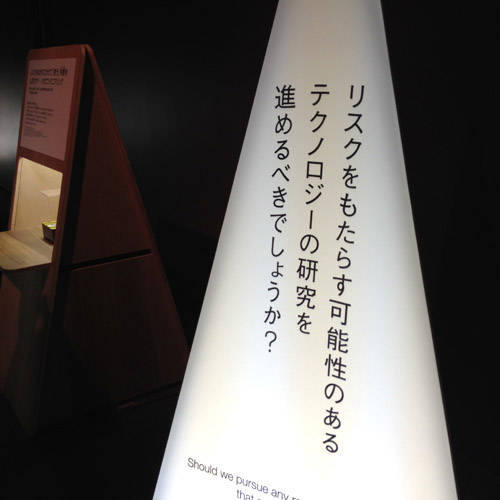 リスクをもたらす可能性のある
テクノロジーの研究を
進めるべきでしょうか？
Should we pursue any
that